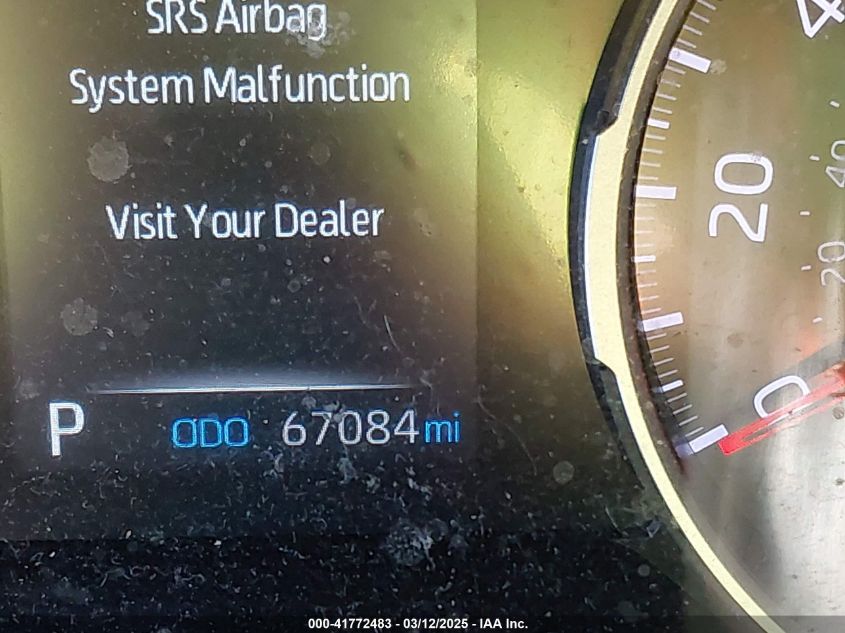 SRS Airbag
System Malfunction
Visit Your Dealer
P ODO 67084 mi
4
20
0
40
20
000-41772483 - 03/12/2025 - IAA Inc.